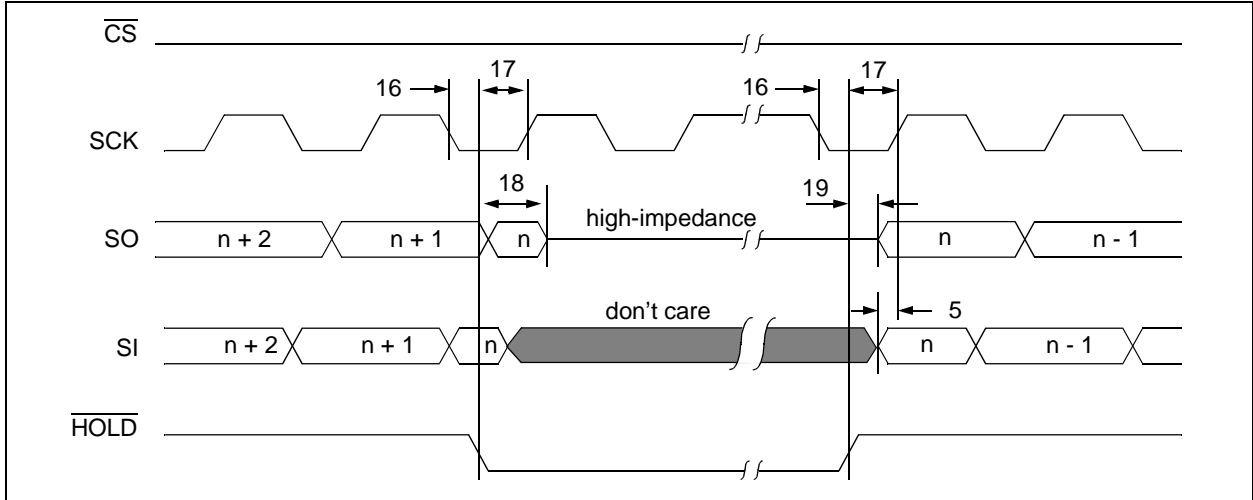 CS
17
17
16
16
SCK
18
19
high-impedance
SO
n + 2
n + 1
n
n
n - 1
don't care
5
SI
n + 2
n + 1
n
n
n - 1
HOLD